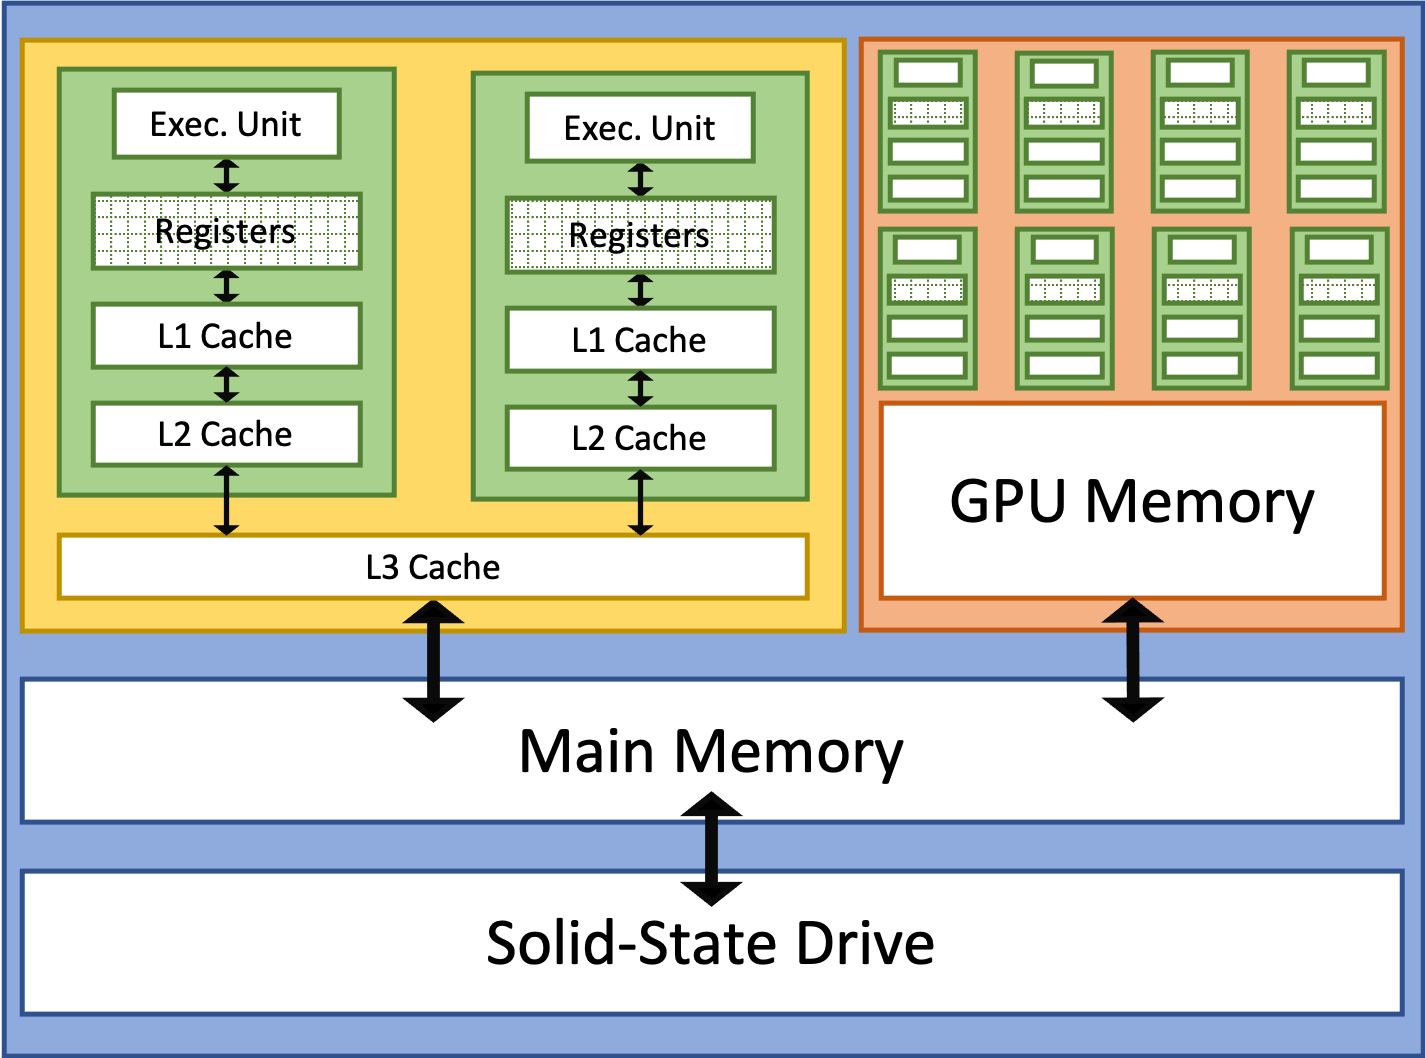 Exec. Unit
Registers
L1 Cache
L2 Cache
Exec. Unit
Registers
L1 Cache
L2 Cache
L3 Cache
GPU Memory
Main Memory
Solid-State Drive